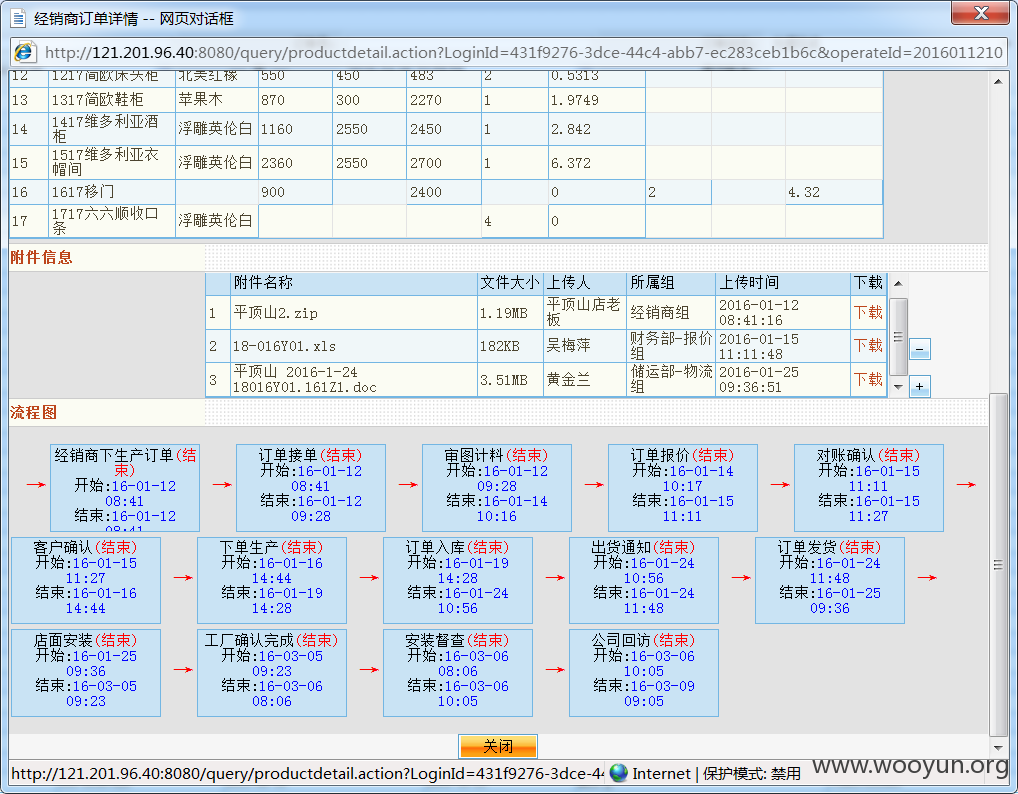 经销商订单详情 -- 网页对话框
http://121.201.96.40:8080/query/productdetail.action?LoginId=431f9276-3dce-44c4-abb7-ec283ceb1b6c&operateId=2016011210
12 1217简欧床头柜 北美红橡 550 450 483 2 0.5313
13 1317简欧鞋柜 苹果木 870 300 2270 1 1.9749
14 1417维多利亚酒柜 浮雕英伦白 1160 2550 2450 1 2.842
15 1517维多利亚衣帽间 浮雕英伦白 2360 2550 2700 1 6.372
16 1617移门 900 2400 0 2 4.32
17 1717六六顺收口条 浮雕英伦白 4 0
附件信息
附件名称 文件大小 上传人 所属组 上传时间 下载
1 平顶山2.zip 1.19MB 平顶山店老板 经销商组 2016-01-12 08:41:16 下载
2 18-016Y01.xls 182KB 吴梅萍 财务部-报价组 2016-01-15 11:11:48 下载
3 平顶山 2016-1-24 18016Y01.161Z1.doc 3.51MB 黄金兰 储运部-物流组 2016-01-25 09:36:51 下载
流程图
经销商下生产订单(结束)
开始:16-01-12 08:41
结束:16-01-12 08:41
订单接单(结束)
开始:16-01-12 08:41
结束:16-01-12 09:28
审图计料(结束)
开始:16-01-12 09:28
结束:16-01-14 10:16
订单报价(结束)
开始:16-01-14 10:17
结束:16-01-15 11:11
对账确认(结束)
开始:16-01-15 11:11
结束:16-01-15 11:27
客户确认(结束)
开始:16-01-15 11:27
结束:16-01-16 14:44
下单生产(结束)
开始:16-01-16 14:44
结束:16-01-19 14:28
订单入库(结束)
开始:16-01-19 14:28
结束:16-01-24 10:56
出货通知(结束)
开始:16-01-24 10:56
结束:16-01-24 11:48
订单发货(结束)
开始:16-01-24 11:48
结束:16-01-25 09:36
店面安装(结束)
开始:16-01-25 09:36
结束:16-03-05 09:23
工厂确认完成(结束)
开始:16-03-05 09:23
结束:16-03-06 08:06
安装督查(结束)
开始:16-03-06 08:06
结束:16-03-06 10:05
公司回访(结束)
开始:16-03-06 10:05
结束:16-03-09 09:05
关闭
http://121.201.96.40:8080/query/productdetail.action?LoginId=431f9276-3dce-44 Internet | 保护模式: 禁用
www.wooyun.org